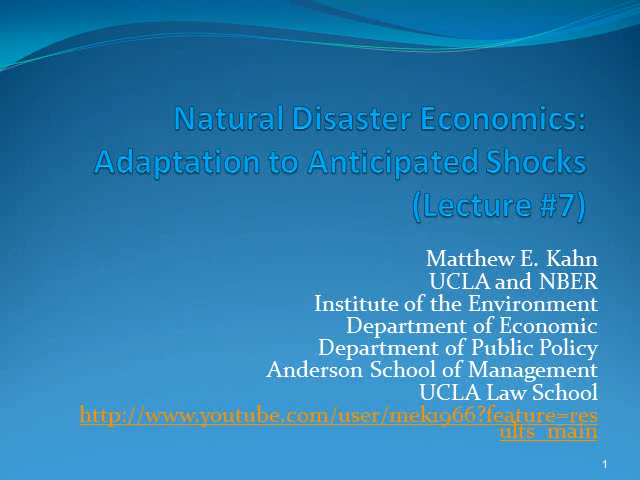 Natural Disaster Economics:
Adaptation to Anticipated Shocks
(Lecture #7)
Matthew E. Kahn
UCLA and NBER
Institute of the Environment
Department of Economic
Department of Public Policy
Anderson School of Management
UCLA Law School
http://www.youtube.com/user/mek1966?feature=res
ults_main
1